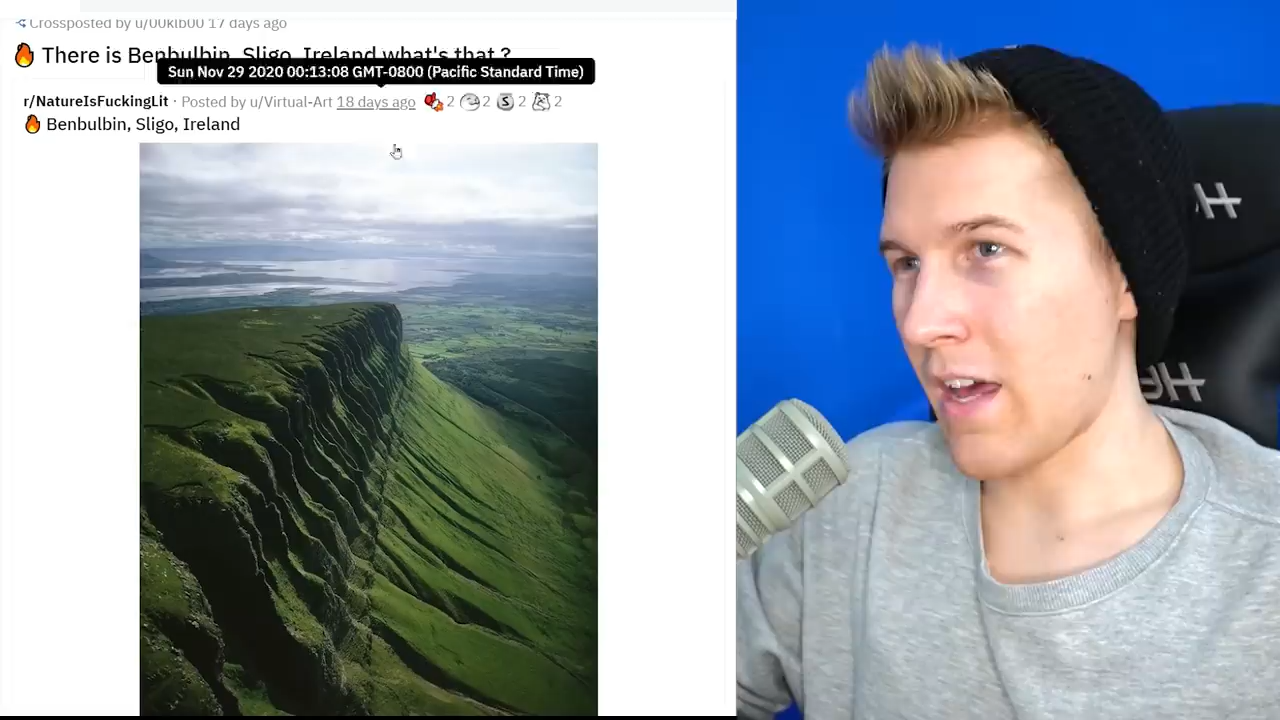 Crossposted by u/00klb00 17 days ago
There is Benbulbin, Sligo, Ireland what's that ?
Sun Nov 29 2020 00:13:08 GMT-0800 (Pacific Standard Time)
r/NatureIsFuckingLit · Posted by u/Virtual-Art 18 days ago 2 2 2 2
Benbulbin, Sligo, Ireland